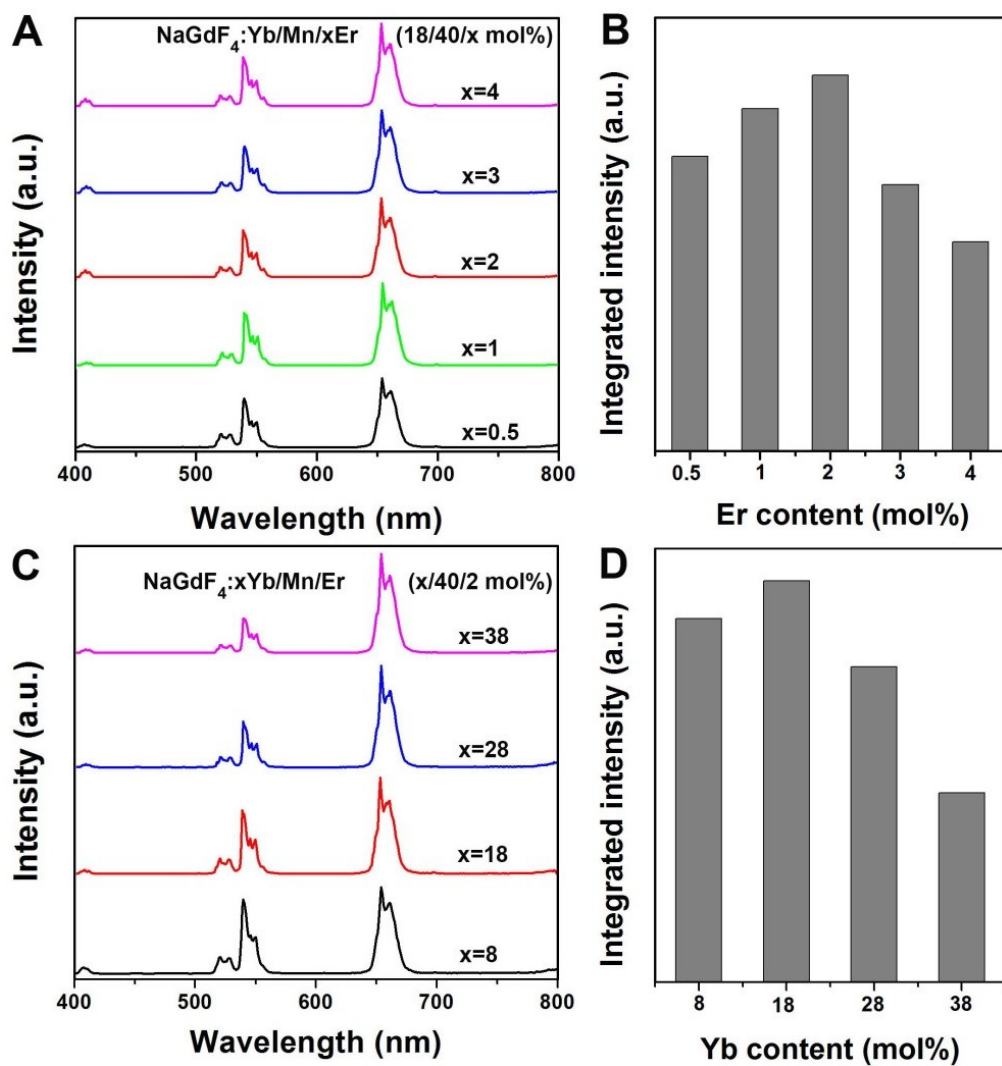 A
NaGdF₄:Yb/Mn/xEr (18/40/x mol%)
x=4
x=3
x=2
x=1
x=0.5
Intensity (a.u.)
400 500 600 700 800
Wavelength (nm)
B
Integrated intensity (a.u.)
0.5 1 2 3 4
Er content (mol%)
C
NaGdF₄:xYb/Mn/Er (x/40/2 mol%)
x=38
x=28
x=18
x=8
Intensity (a.u.)
400 500 600 700 800
Wavelength (nm)
D
Integrated intensity (a.u.)
8 18 28 38
Yb content (mol%)